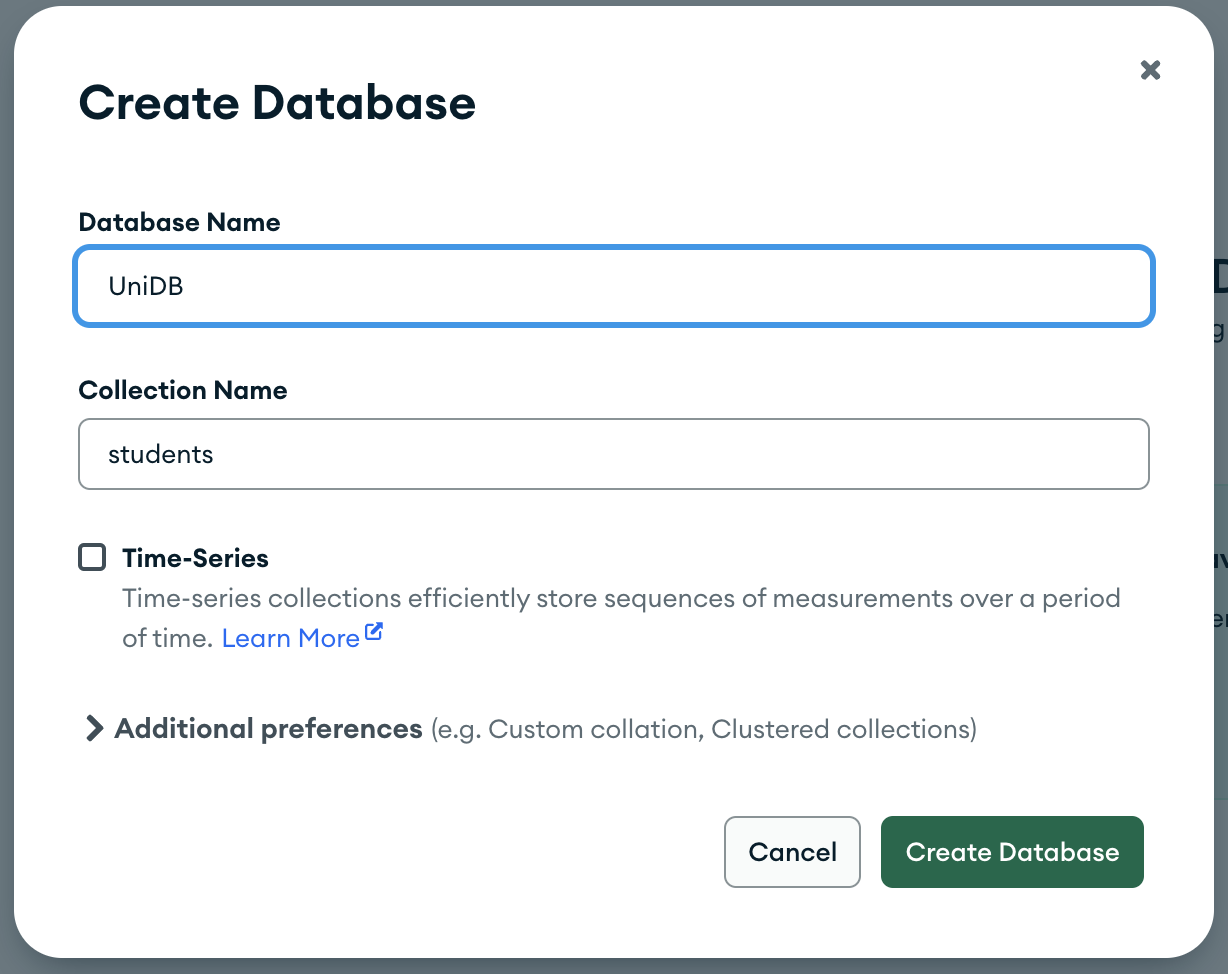 Create Database
Database Name
UniDB
Collection Name
students
Time-Series
Time-series collections efficiently store sequences of measurements over a period
of time. Learn More
Additional preferences (e.g. Custom collation, Clustered collections)
Cancel
Create Database